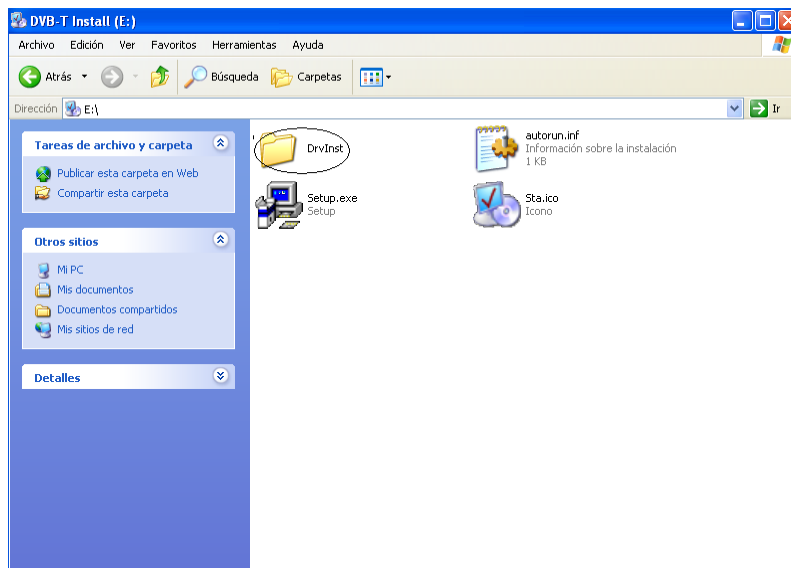 DVB-T Install (E:)
Archivo Edición Ver Favoritos Herramientas Ayuda
Atrás Búsqueda Carpetas
Dirección E:\ Ir
Tareas de archivo y carpeta
Publicar esta carpeta en Web
Compartir esta carpeta
Otros sitios
Mi PC
Mis documentos
Documentos compartidos
Mis sitios de red
Detalles
DrvInst
autorun.inf
Información sobre la instalación
1 KB
Setup.exe
Setup
Sta.ico
Icono